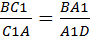 BC1/C1A = BA1/A1D